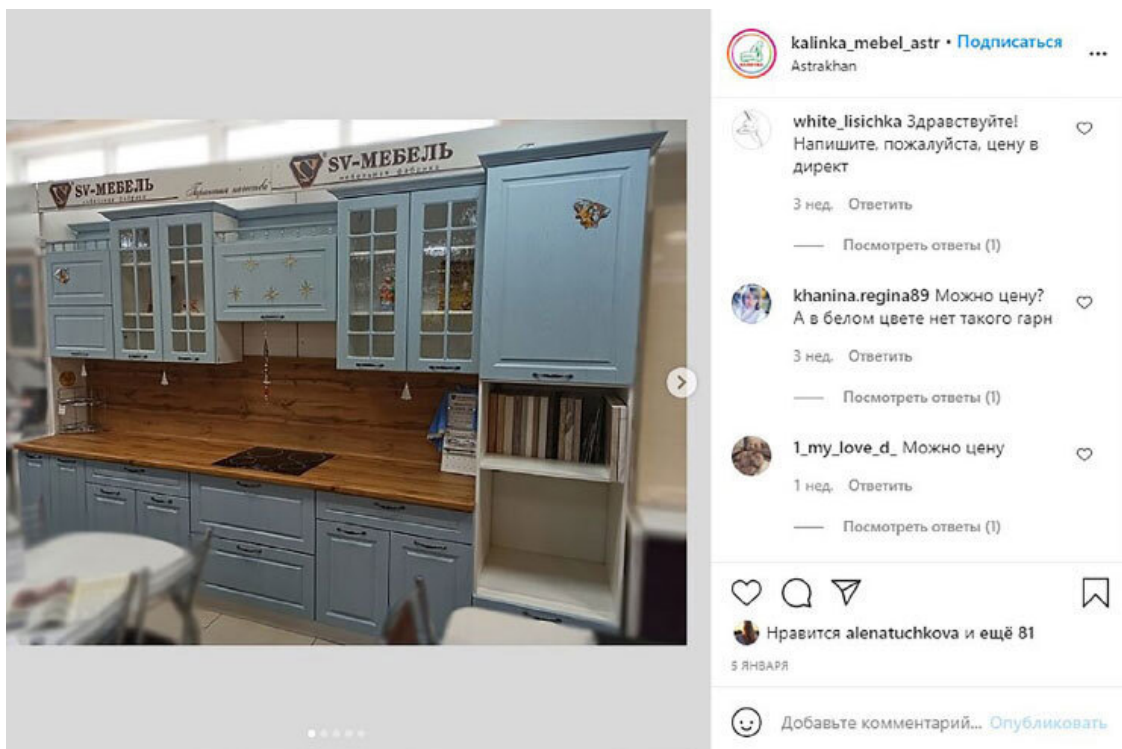 kalinka_mebel_astr • Подписаться
Astrakhan
white_lisichka Здравствуйте!
Напишите, пожалуйста, цену в
директ
3 нед. Ответить
Посмотреть ответы (1)
khanina.regina89 Можно цену?
А в белом цвете нет такого гарн
3 нед. Ответить
Посмотреть ответы (1)
1_my_love_d_ Можно цену
1 нед. Ответить
Посмотреть ответы (1)
Нравится alenatuchkova и ещё 81
5 ЯНВАРЯ
Добавьте комментарий... Опубликовать
SV-МЕБЕЛЬ
мебельная фабрика
Гарантия качества
SV-МЕБЕЛЬ
мебельная фабрика